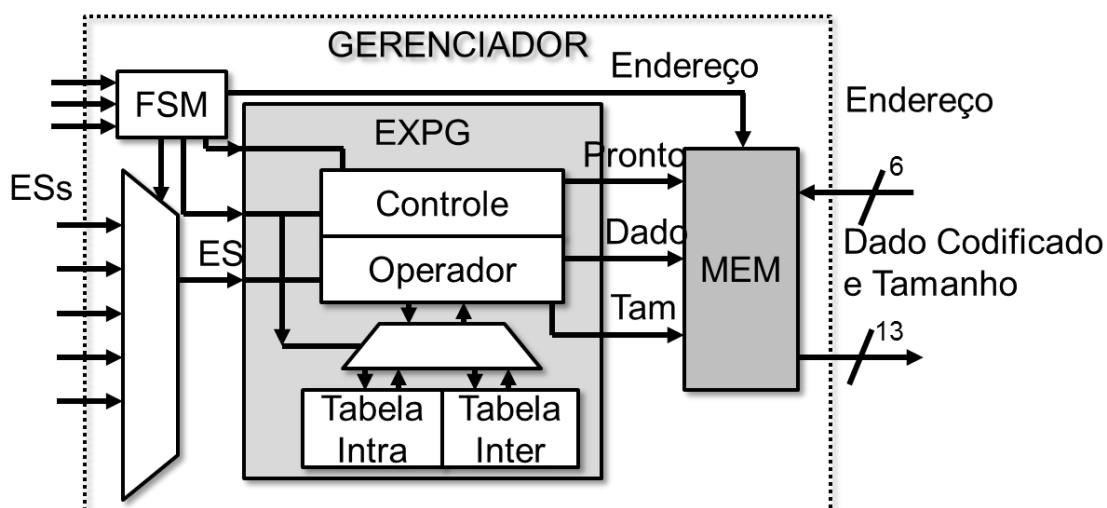 GERENCIADOR
Endereço
FSM
Endereço
EXPG
Pronto
6
ESs
Controle
Dado
Dado Codificado
e Tamanho
ES
Operador
MEM
Tam
13
Tabela
Intra
Tabela
Inter